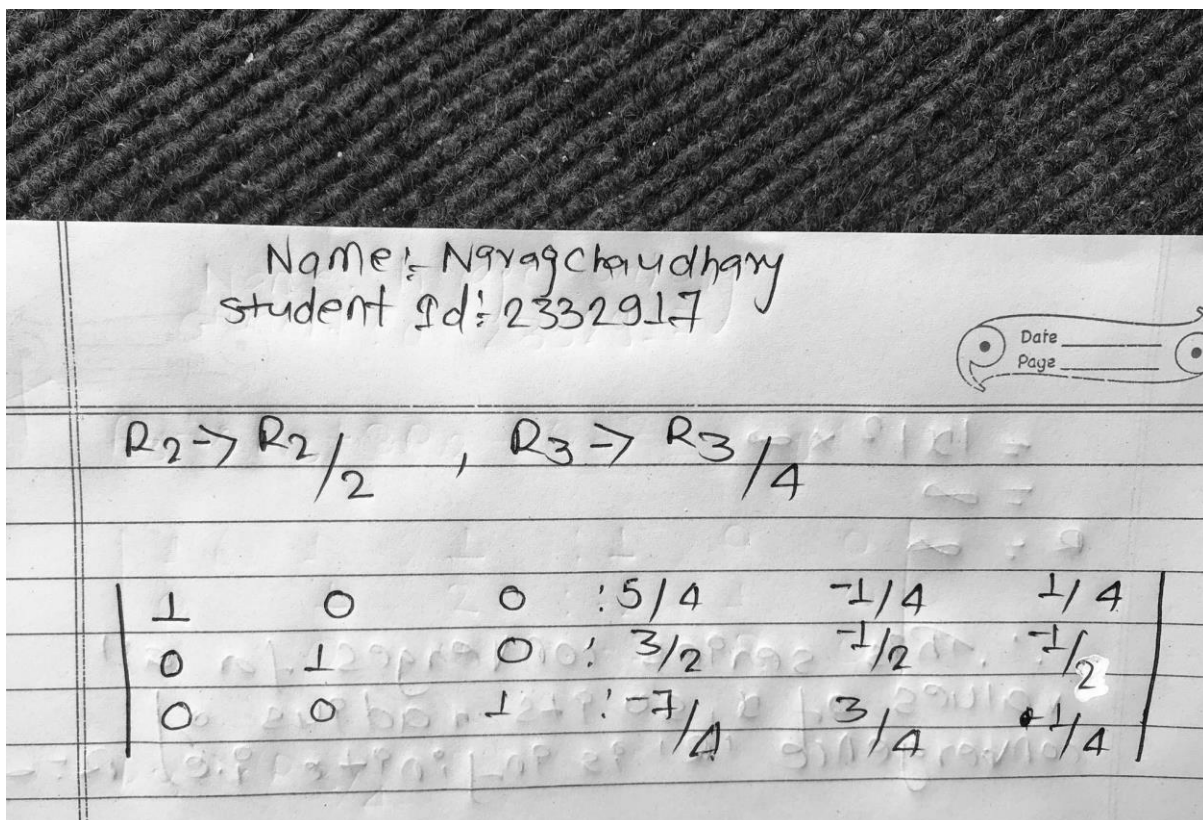 Name:- Narag Chaudhary
student Id: 2332917
Date
Page
R2 -> R2/2 , R3 -> R3/4
1 0 0 : 5/4 -1/4 1/4
0 1 0 : 3/2 -1/2 -1/2
0 0 1 : -7/4 3/4 1/4